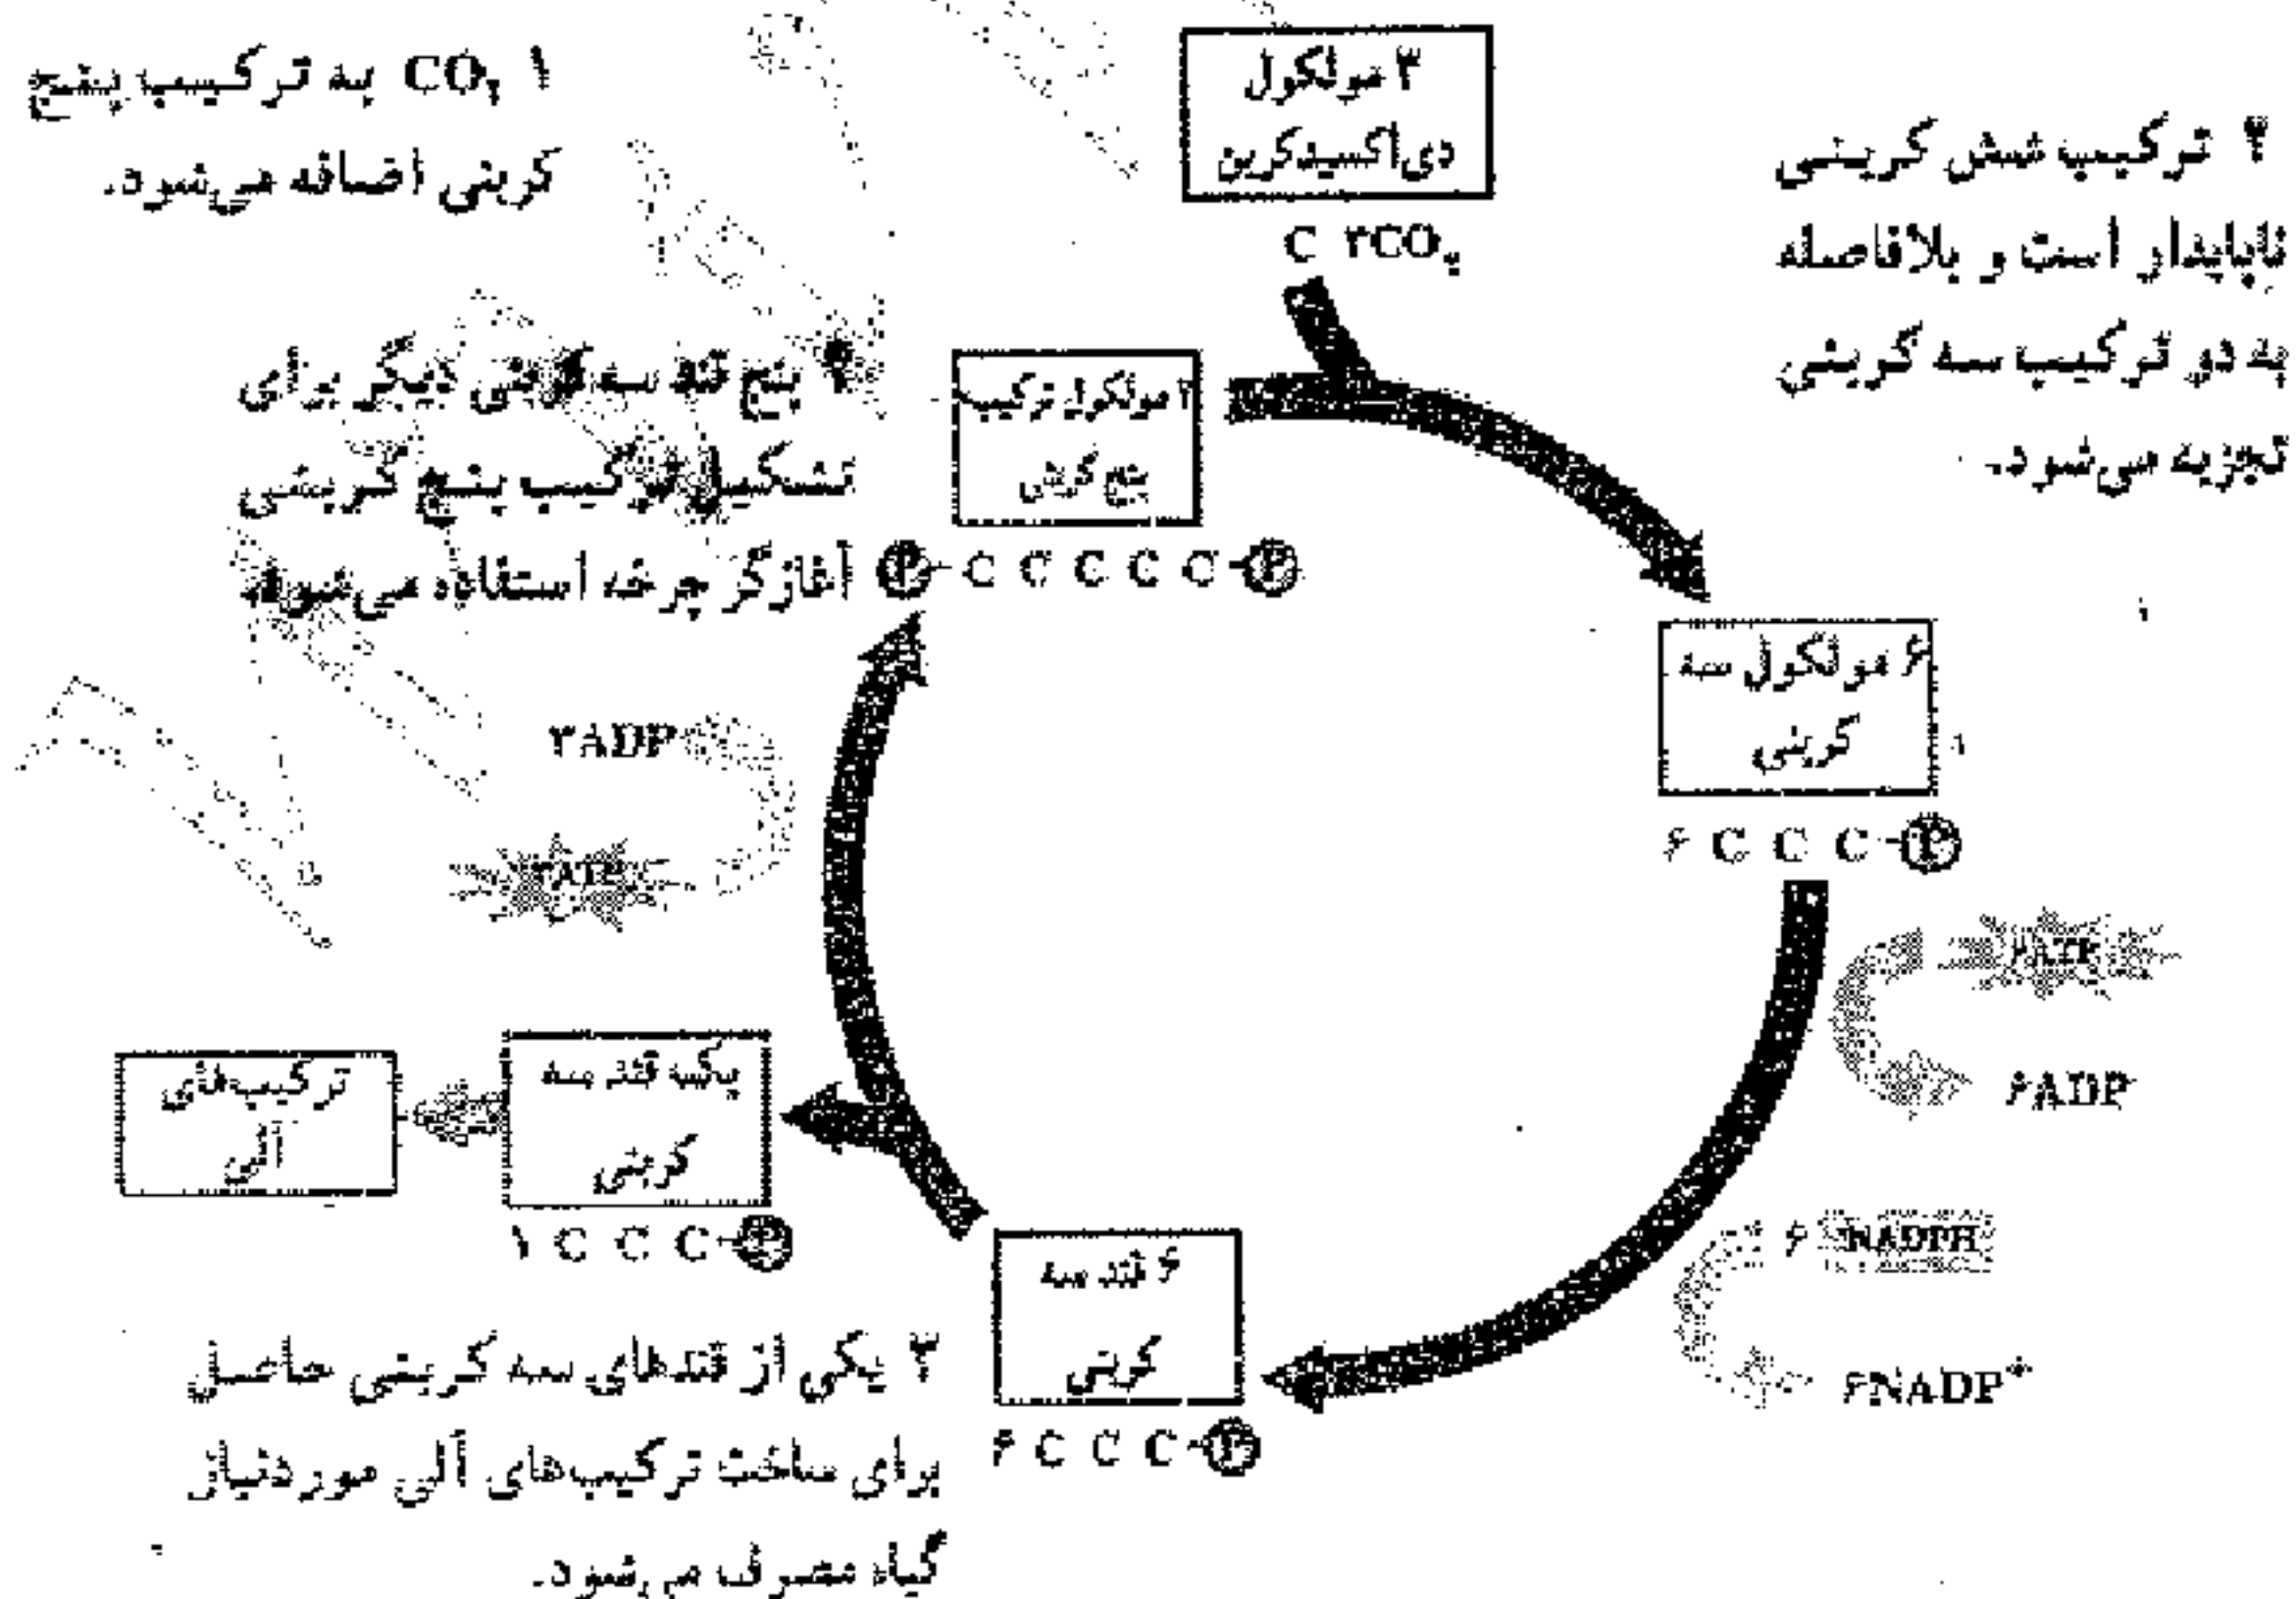 ۱ CO₂ به ترکیب پنج
کربنی اضافه می‌شود.
۳ مولکول
دی‌اکسیدکربن
C ۳CO₂
۲ ترکیب شش کربنی
ناپایدار است و بلافاصله
به دو ترکیب سه کربنی
تجزیه می‌شود.
پنج قند سه کربنی دیگر برای
تشکیل ترکیب پنج کربنی
آغازگر چرخه استفاده می‌شود
مولکول ترکیب
پنج کربنی
P-C C C C C-P
۶ مولکول سه
کربنی
۶ C C C-P
۳ADP
۳ATP
۶ATP
۶ADP
۶ NADPH
۶NADP⁺
ترکیب‌های
آلی
یک قند سه
کربنی
۱ C C C-P
۶ قند سه
کربنی
۶ C C C-P
۳ یکی از قندهای سه کربنی حاصل
برای ساخت ترکیب‌های آلی موردنیاز
گیاه مصرف می‌شود.